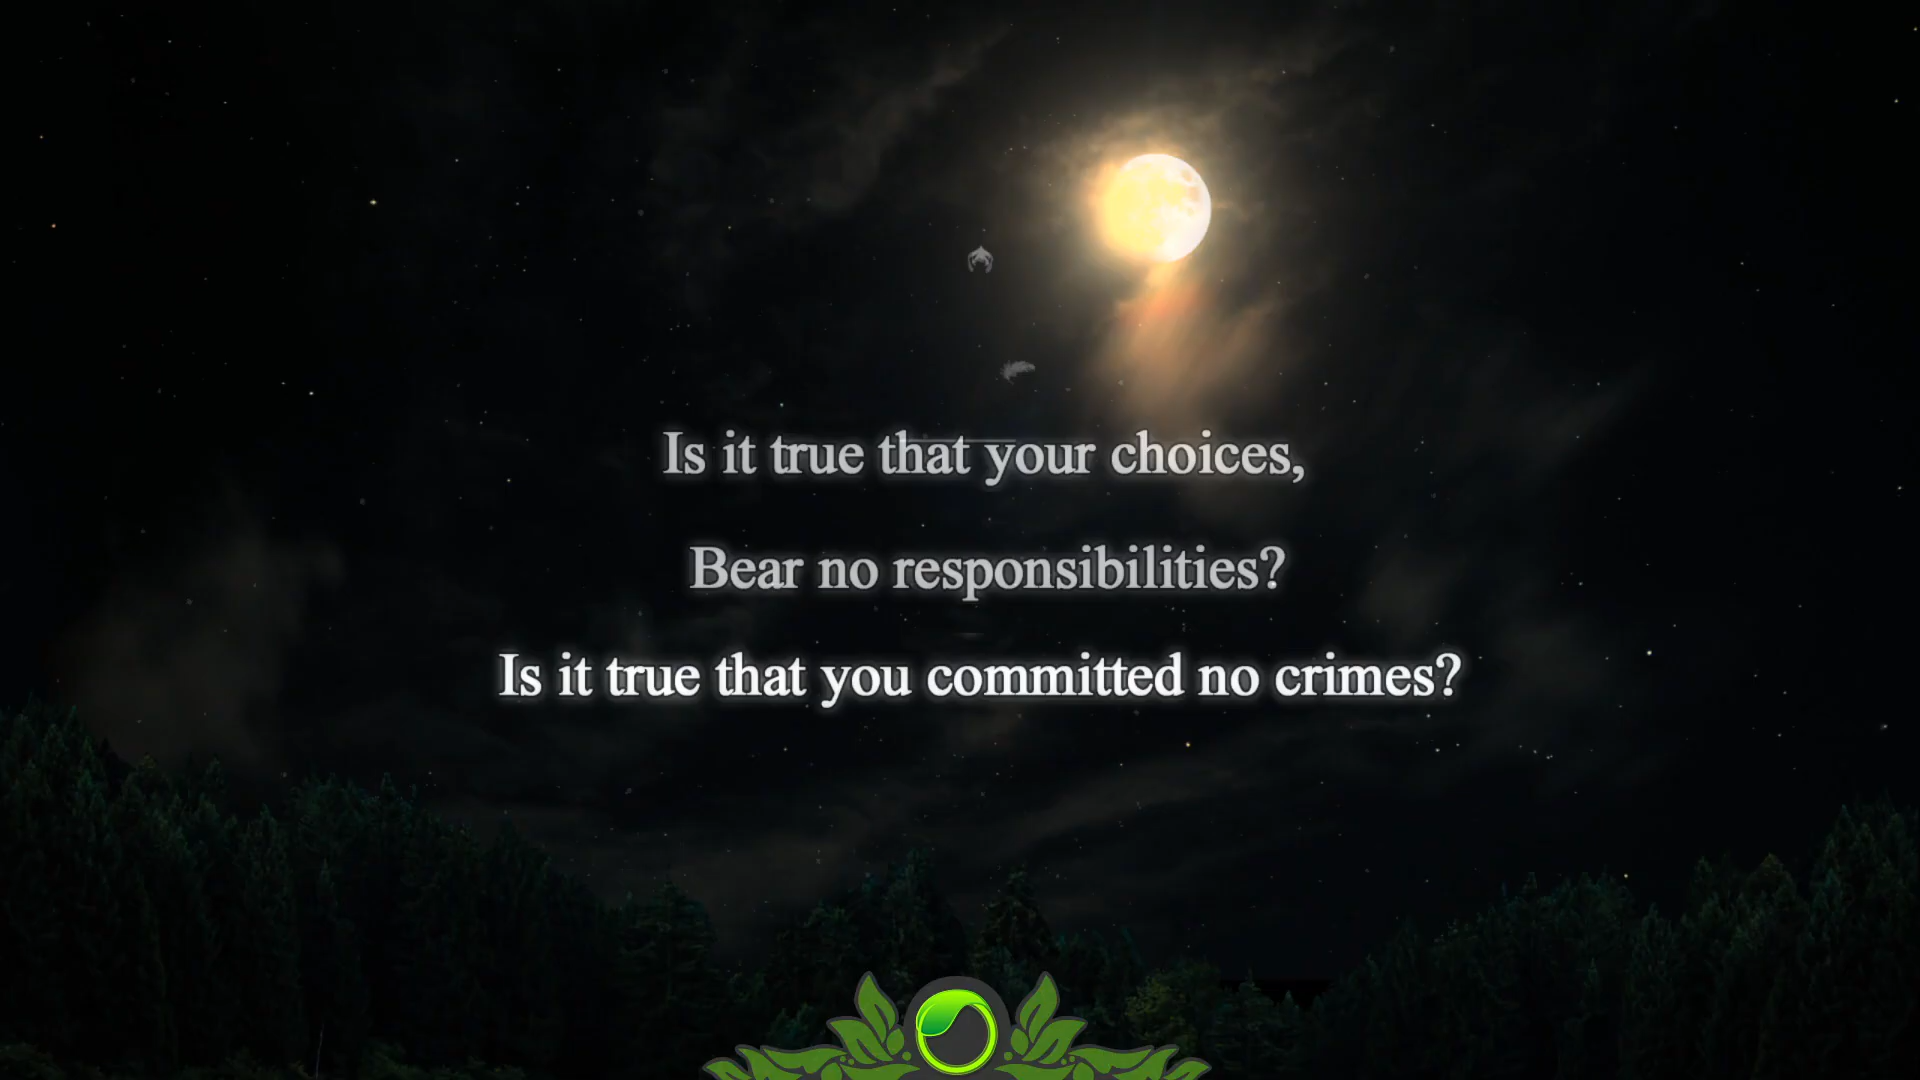 Is it true that your choices,
Bear no responsibilities?
Is it true that you committed no crimes?